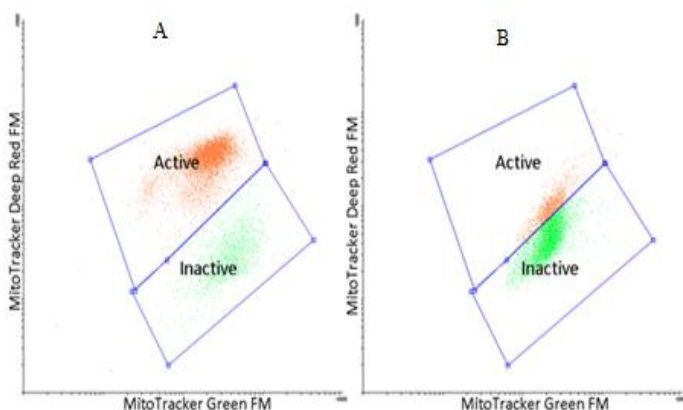 A
B
MitoTracker Deep Red FM
Active
Inactive
MitoTracker Green FM
MitoTracker Deep Red FM
Active
Inactive
MitoTracker Green FM